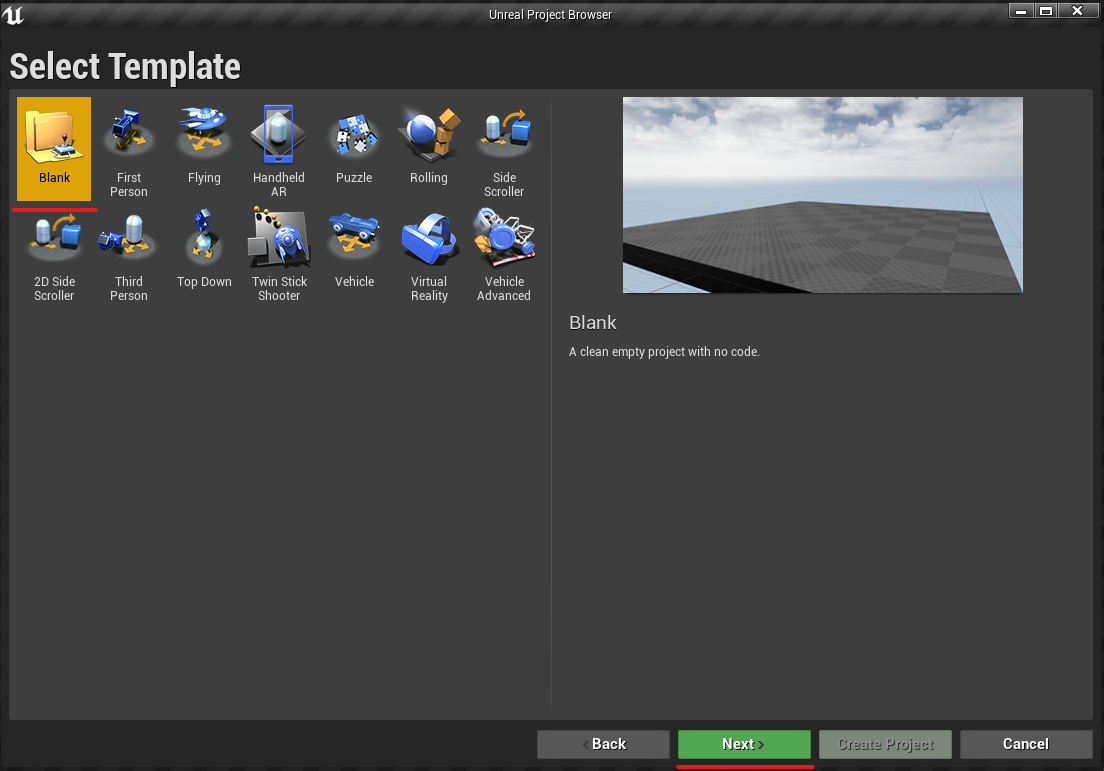 Unreal Project Browser
Select Template
Blank
First
Person
Flying
Handheld
AR
Puzzle
Rolling
Side
Scroller
2D Side
Scroller
Third
Person
Top Down
Twin Stick
Shooter
Vehicle
Virtual
Reality
Vehicle
Advanced
Blank
A clean empty project with no code.
< Back
Next >
Create Project
Cancel